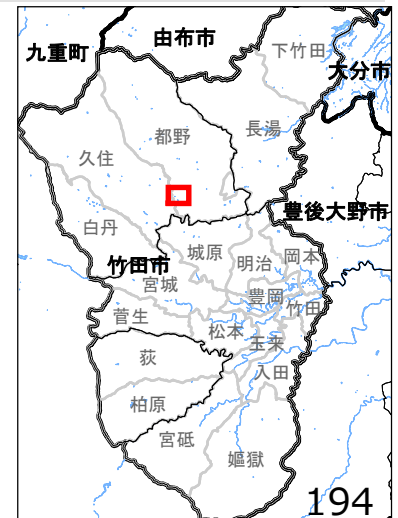 由布市
九重町
下竹田
大分市
都野
長湯
久住
豊後大野市
白丹
城原
岡本
明治
竹田市
宮城
豊岡
竹田
菅生
松本
玉来
荻
入田
柏原
宮砥
嫗獄
194